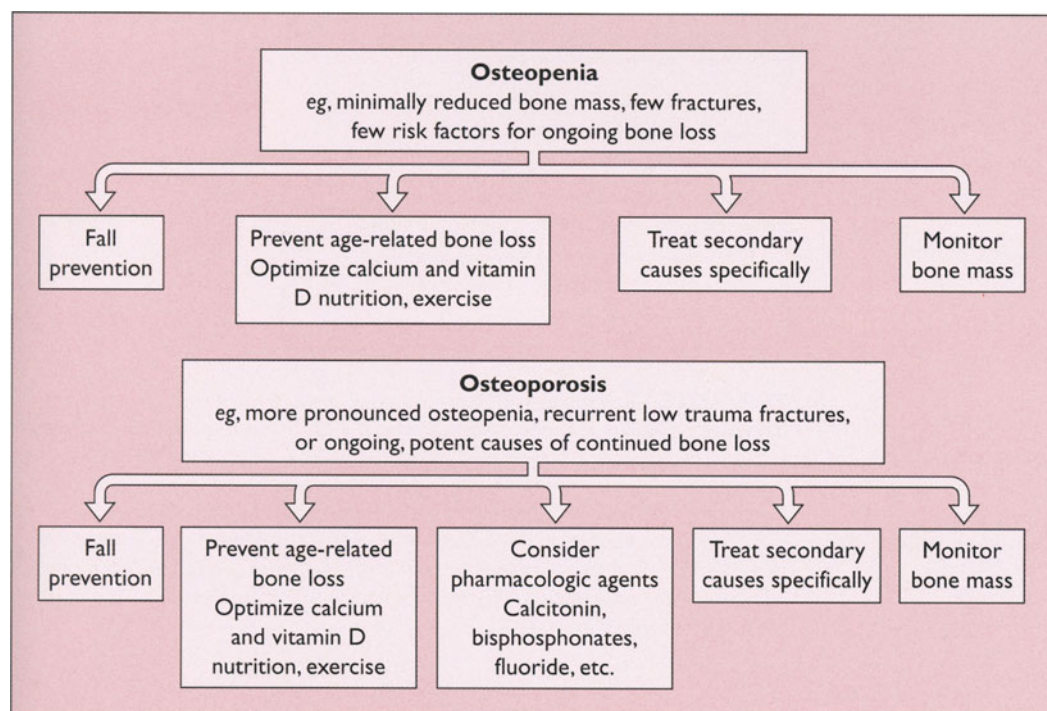 Osteopenia
eg, minimally reduced bone mass, few fractures,
few risk factors for ongoing bone loss
Fall
prevention
Prevent age-related bone loss
Optimize calcium and vitamin
D nutrition, exercise
Treat secondary
causes specifically
Monitor
bone mass
Osteoporosis
eg, more pronounced osteopenia, recurrent low trauma fractures,
or ongoing, potent causes of continued bone loss
Fall
prevention
Prevent age-related
bone loss
Optimize calcium
and vitamin D
nutrition, exercise
Consider
pharmacologic agents
Calcitonin,
bisphosphonates,
fluoride, etc.
Treat secondary
causes specifically
Monitor
bone mass